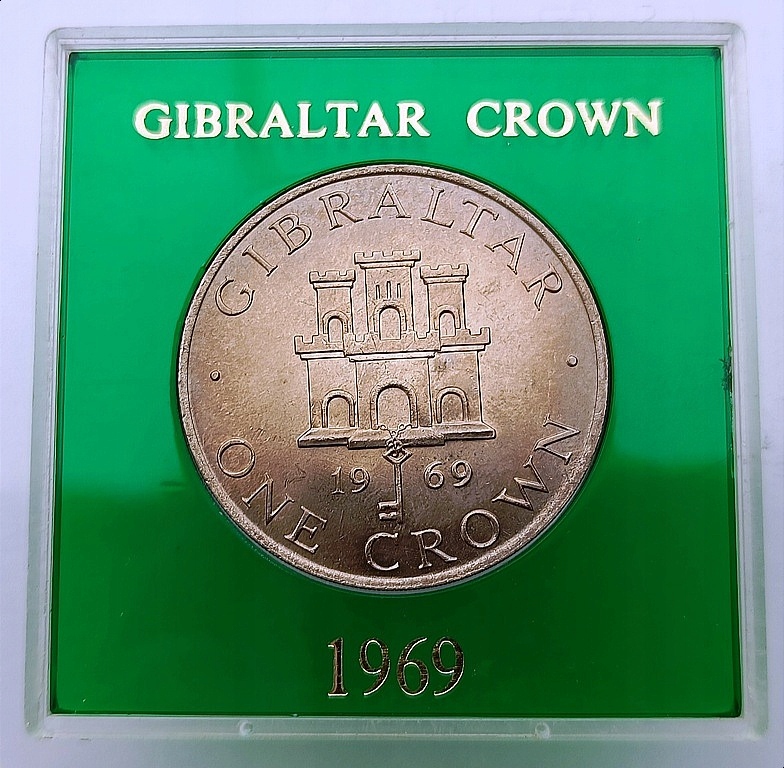 GIBRALTAR CROWN
GIBRALTAR
19 69
ONE CROWN
1969